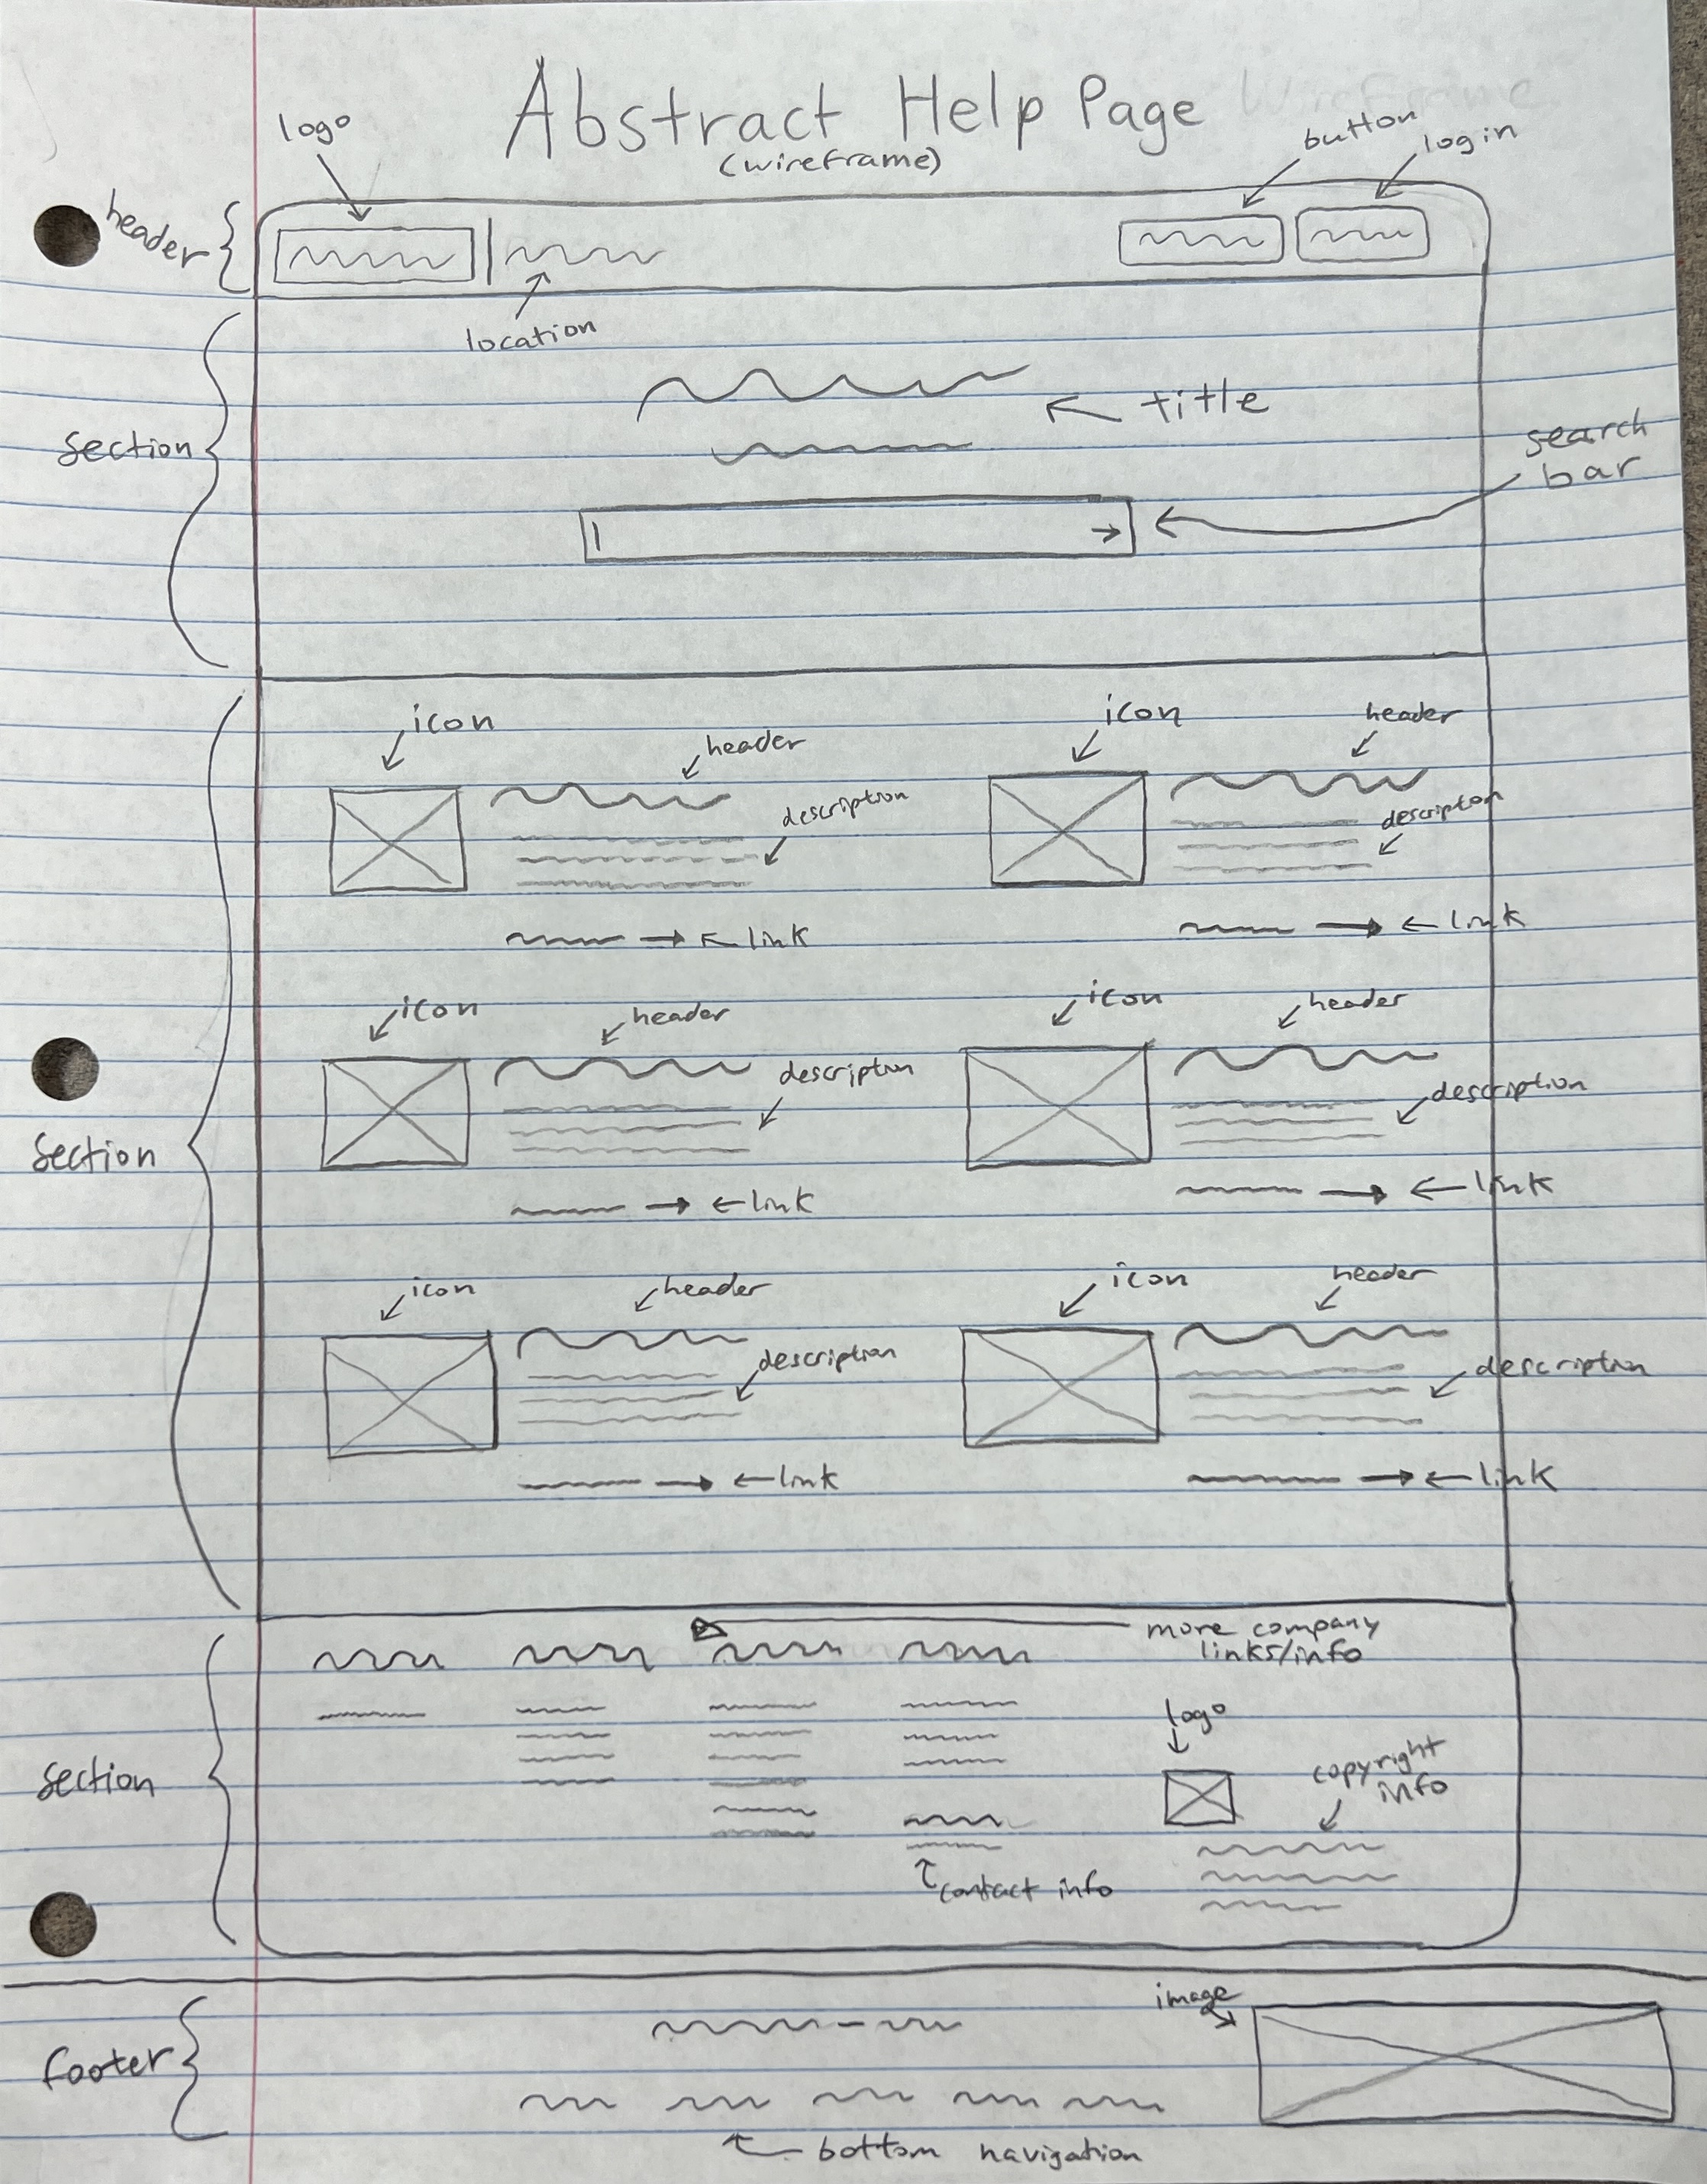 Abstract Help Page Wireframe
(wireframe)
logo
button
login
header
location
section
title
search
bar
icon
header
description
link
icon
header
description
link
section
icon
header
description
link
icon
header
description
link
icon
header
description
link
icon
header
description
link
more company
links/info
section
logo
copyright
info
contact info
footer
image
bottom navigation